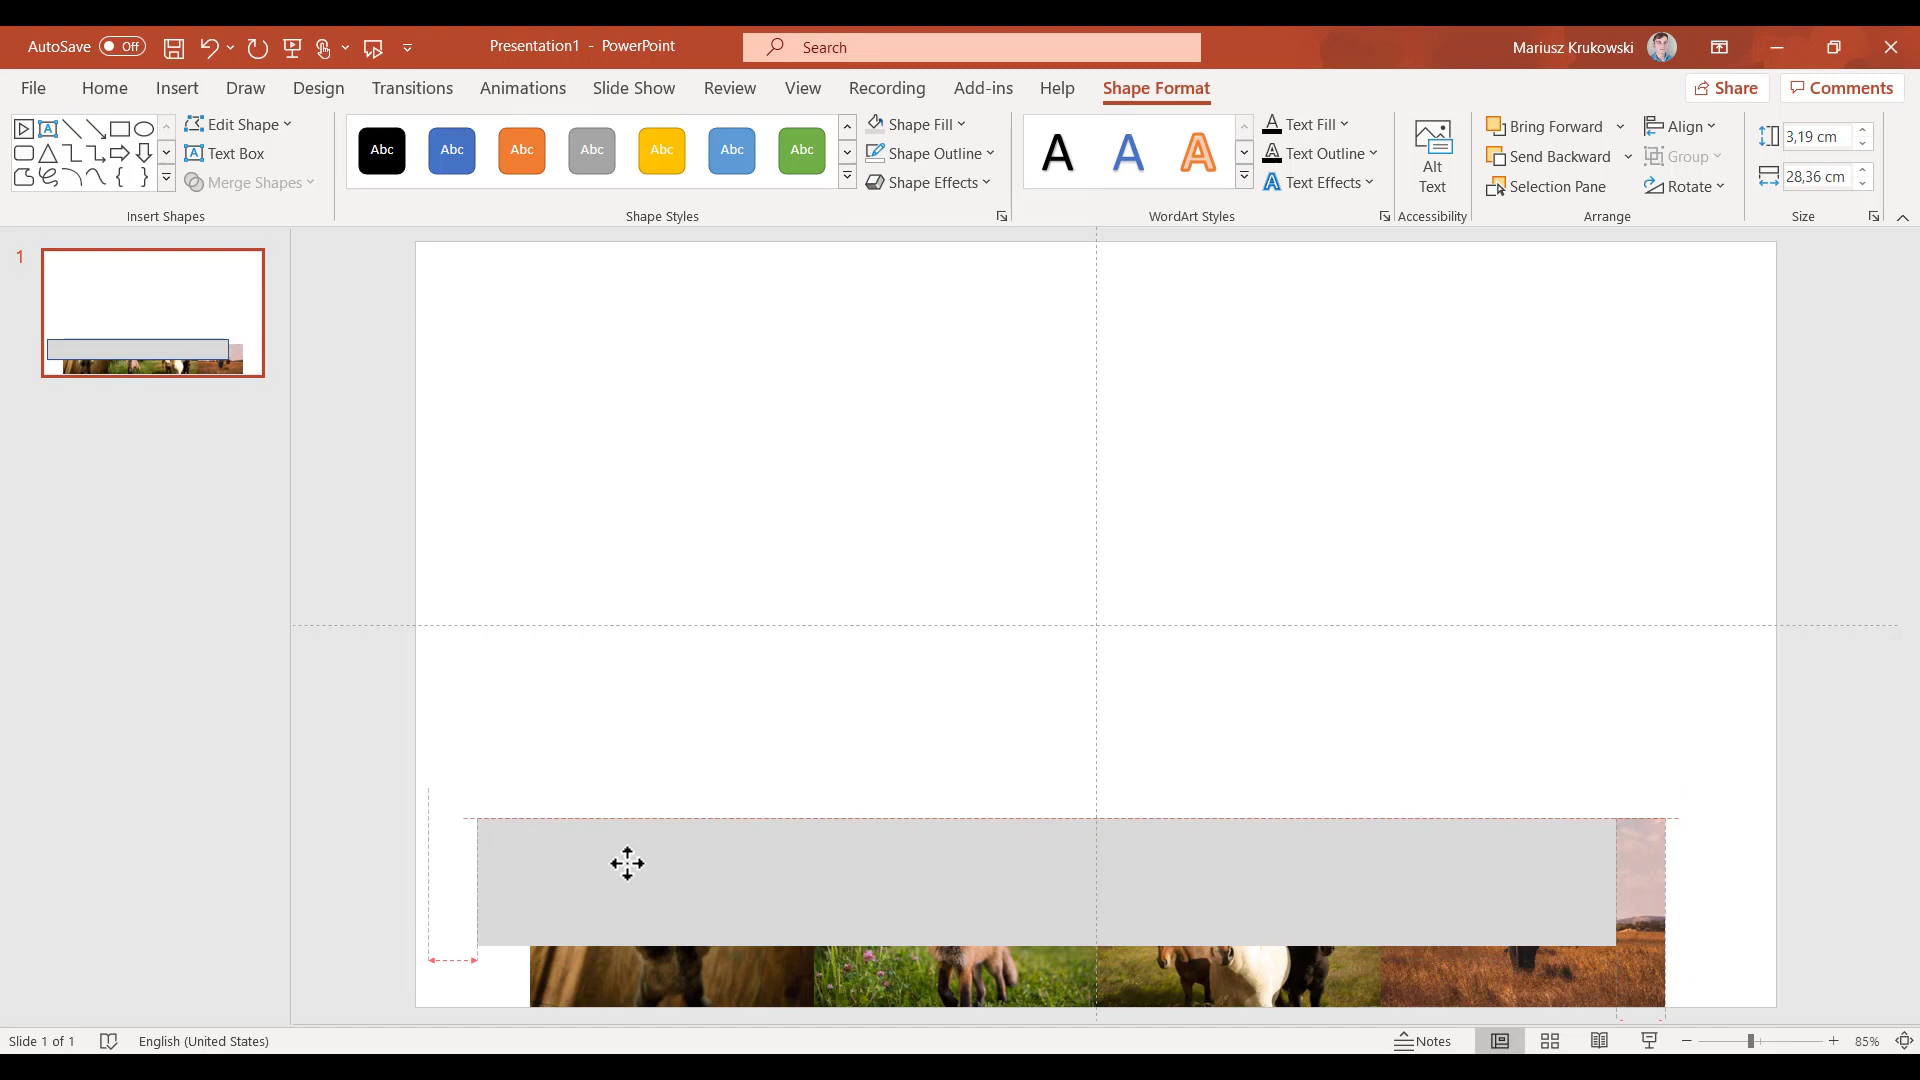 AutoSave Off
Presentation1 - PowerPoint
Search
Mariusz Krukowski
File Home Insert Draw Design Transitions Animations Slide Show Review View Recording Add-ins Help Shape Format
Share Comments
Edit Shape
Text Box
Merge Shapes
Insert Shapes
Abc Abc Abc Abc Abc Abc Abc
Shape Styles
Shape Fill
Shape Outline
Shape Effects
A A A
WordArt Styles
Text Fill
Text Outline
Text Effects
Alt
Text
Accessibility
Bring Forward
Send Backward
Selection Pane
Align
Group
Rotate
Arrange
3,19 cm
28,36 cm
Size
1
Slide 1 of 1
English (United States)
Notes
85%